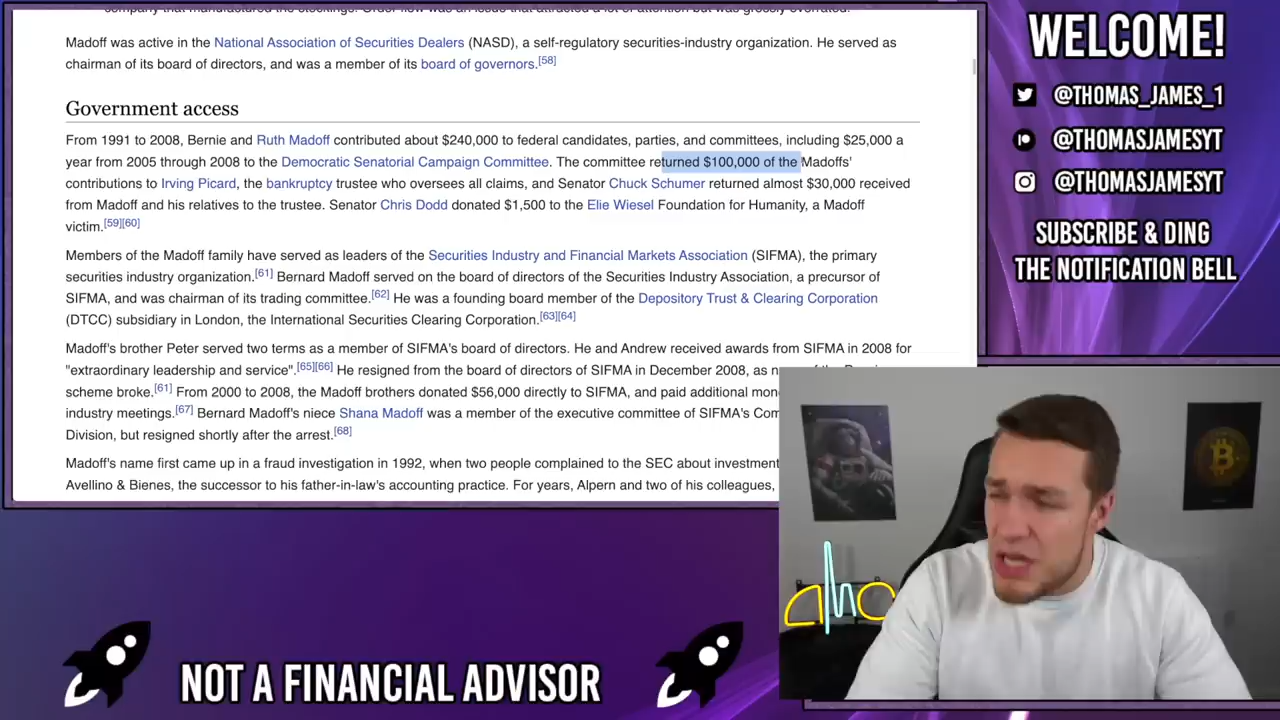 company that manufactured the stockings. Order flow was an issue that attracted a lot of attention but was grossly overrated.
Madoff was active in the National Association of Securities Dealers (NASD), a self-regulatory securities-industry organization. He served as
chairman of its board of directors, and was a member of its board of governors.[58]
Government access
From 1991 to 2008, Bernie and Ruth Madoff contributed about $240,000 to federal candidates, parties, and committees, including $25,000 a
year from 2005 through 2008 to the Democratic Senatorial Campaign Committee. The committee returned $100,000 of the Madoffs'
contributions to Irving Picard, the bankruptcy trustee who oversees all claims, and Senator Chuck Schumer returned almost $30,000 received
from Madoff and his relatives to the trustee. Senator Chris Dodd donated $1,500 to the Elie Wiesel Foundation for Humanity, a Madoff
victim.[59][60]
Members of the Madoff family have served as leaders of the Securities Industry and Financial Markets Association (SIFMA), the primary
securities industry organization.[61] Bernard Madoff served on the board of directors of the Securities Industry Association, a precursor of
SIFMA, and was chairman of its trading committee.[62] He was a founding board member of the Depository Trust & Clearing Corporation
(DTCC) subsidiary in London, the International Securities Clearing Corporation.[63][64]
Madoff's brother Peter served two terms as a member of SIFMA's board of directors. He and Andrew received awards from SIFMA in 2008 for
"extraordinary leadership and service".[65][66] He resigned from the board of directors of SIFMA in December 2008, as
scheme broke.[61] From 2000 to 2008, the Madoff brothers donated $56,000 directly to SIFMA, and paid additional
industry meetings.[67] Bernard Madoff's niece Shana Madoff was a member of the executive committee of SIFMA's
Division, but resigned shortly after the arrest.[68]
Madoff's name first came up in a fraud investigation in 1992, when two people complained to the SEC about
Avellino & Bienes, the successor to his father-in-law's accounting practice. For years, Alpern and two of his colleagues,
WELCOME!
@THOMAS_JAMES_1
@THOMASJAMESYT
@THOMASJAMESYT
SUBSCRIBE & DING
THE NOTIFICATION BELL
NOT A FINANCIAL ADVISOR